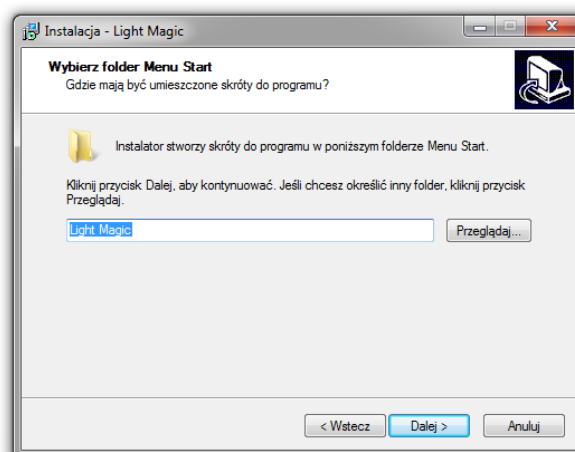 Instalacja - Light Magic
Wybierz folder Menu Start
Gdzie mają być umieszczone skróty do programu?
Instalator stworzy skróty do programu w poniższym folderze Menu Start.
Kliknij przycisk Dalej, aby kontynuować. Jeśli chcesz określić inny folder, kliknij przycisk
Przeglądaj.
Light Magic
Przeglądaj...
< Wstecz
Dalej >
Anuluj